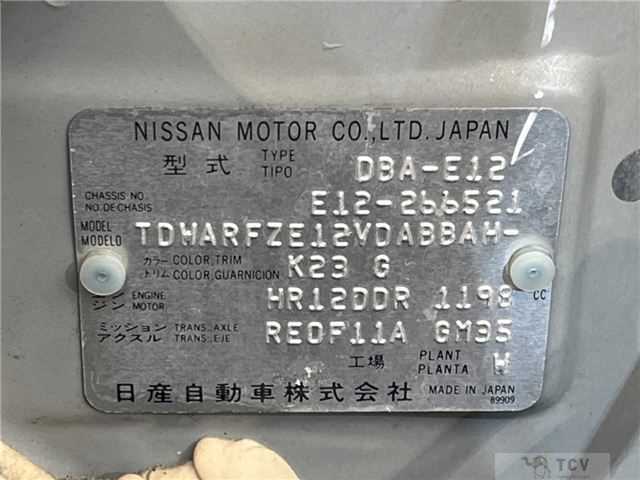 NISSAN MOTOR CO.,LTD. JAPAN
型式 TYPE TIPO DBA-E12
CHASSIS NO. NO. DE CHASIS E12-266521
MODEL MODELO TDWARFZE12VDABBAH-
カラー トリム COLOR,TRIM COLOR,GUARNICIÓN K23 G
ジン ENGINE MOTOR HR12DDR 1198 CC
ミッション アクスル TRANS.,AXLE TRANS.,EJE RE0F11A GM35
工場 PLANT PLANTA W
日産自動車株式会社 MADE IN JAPAN
89909
TCV